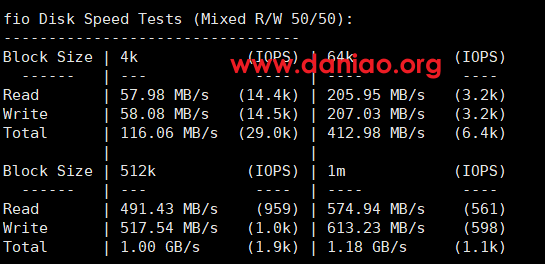 fio Disk Speed Tests (Mixed R/W 50/50):
---------------------------------
Block Size | 4k            (IOPS) | 64k           (IOPS)
  ------   | ---            ----  | ----           ----
Read       | 57.98 MB/s   (14.4k) | 205.95 MB/s   (3.2k)
Write      | 58.08 MB/s   (14.5k) | 207.03 MB/s   (3.2k)
Total      | 116.06 MB/s  (29.0k) | 412.98 MB/s   (6.4k)
           |                      |
Block Size | 512k          (IOPS) | 1m            (IOPS)
  ------   | ---            ----  | ----           ----
Read       | 491.43 MB/s    (959) | 574.94 MB/s    (561)
Write      | 517.54 MB/s   (1.0k) | 613.23 MB/s    (598)
Total      | 1.00 GB/s     (1.9k) | 1.18 GB/s     (1.1k)
www.daniao.org